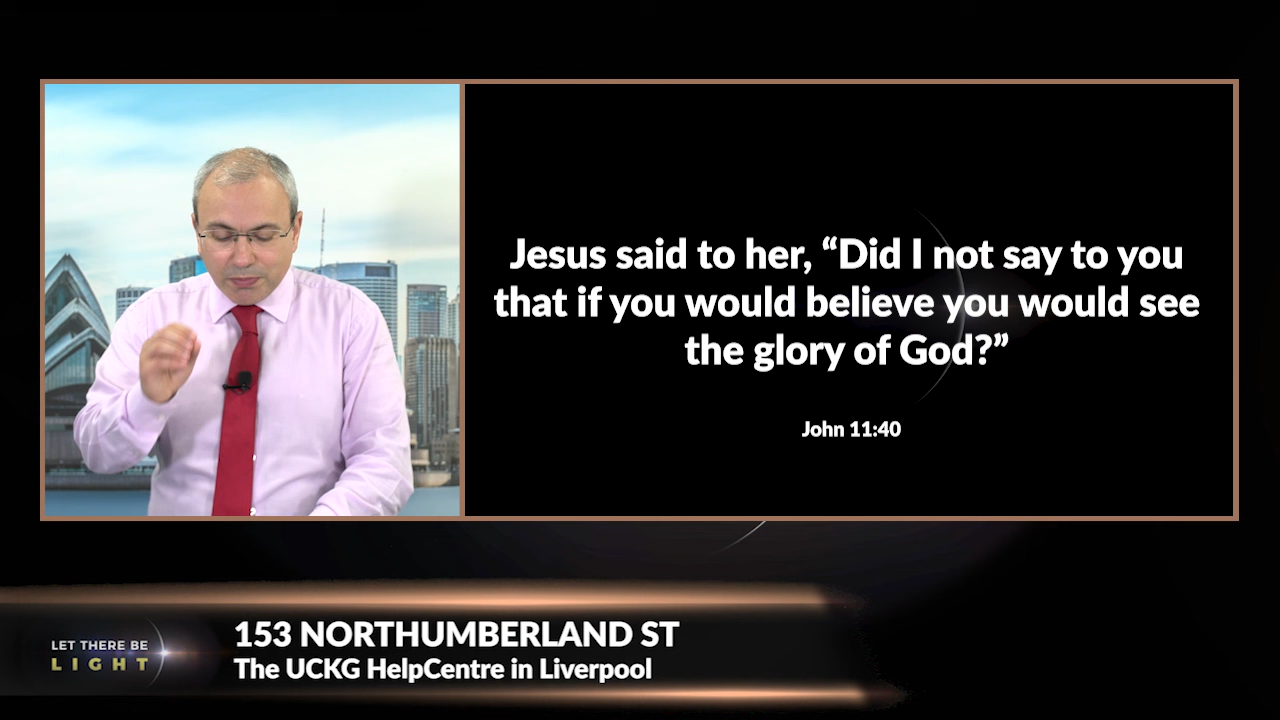 Jesus said to her, “Did I not say to you
that if you would believe you would see
the glory of God?”
John 11:40
LET THERE BE
LIGHT
153 NORTHUMBERLAND ST
The UCKG HelpCentre in Liverpool